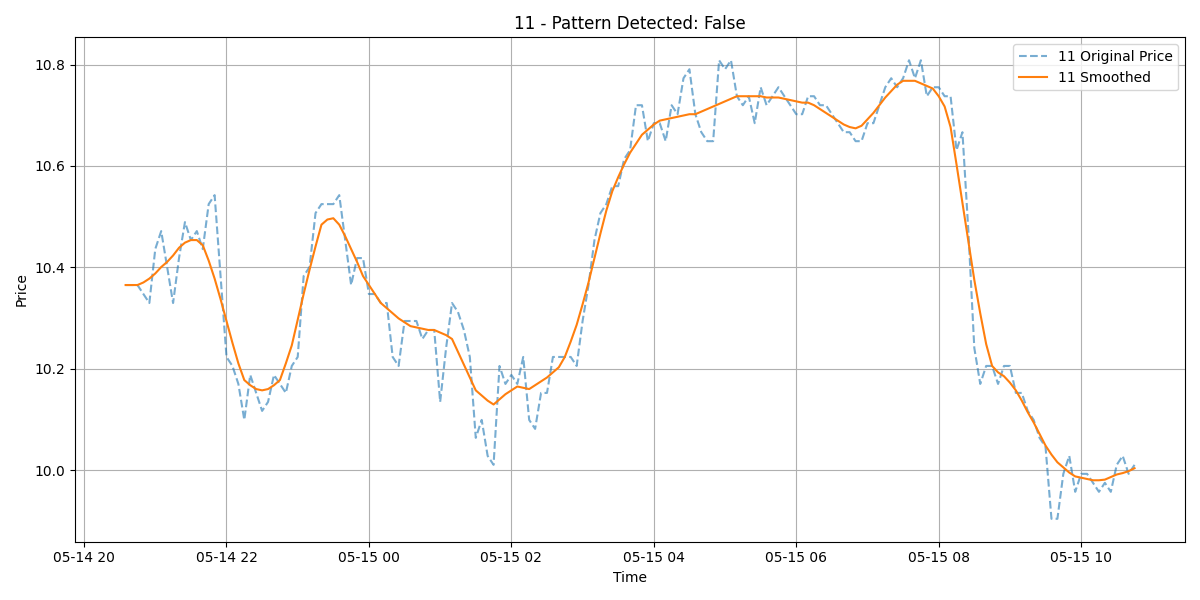 11 - Pattern Detected: False
11 Original Price
11 Smoothed
Price
10.8
10.6
10.4
10.2
10.0
05-14 20
05-14 22
05-15 00
05-15 02
05-15 04
05-15 06
05-15 08
05-15 10
Time